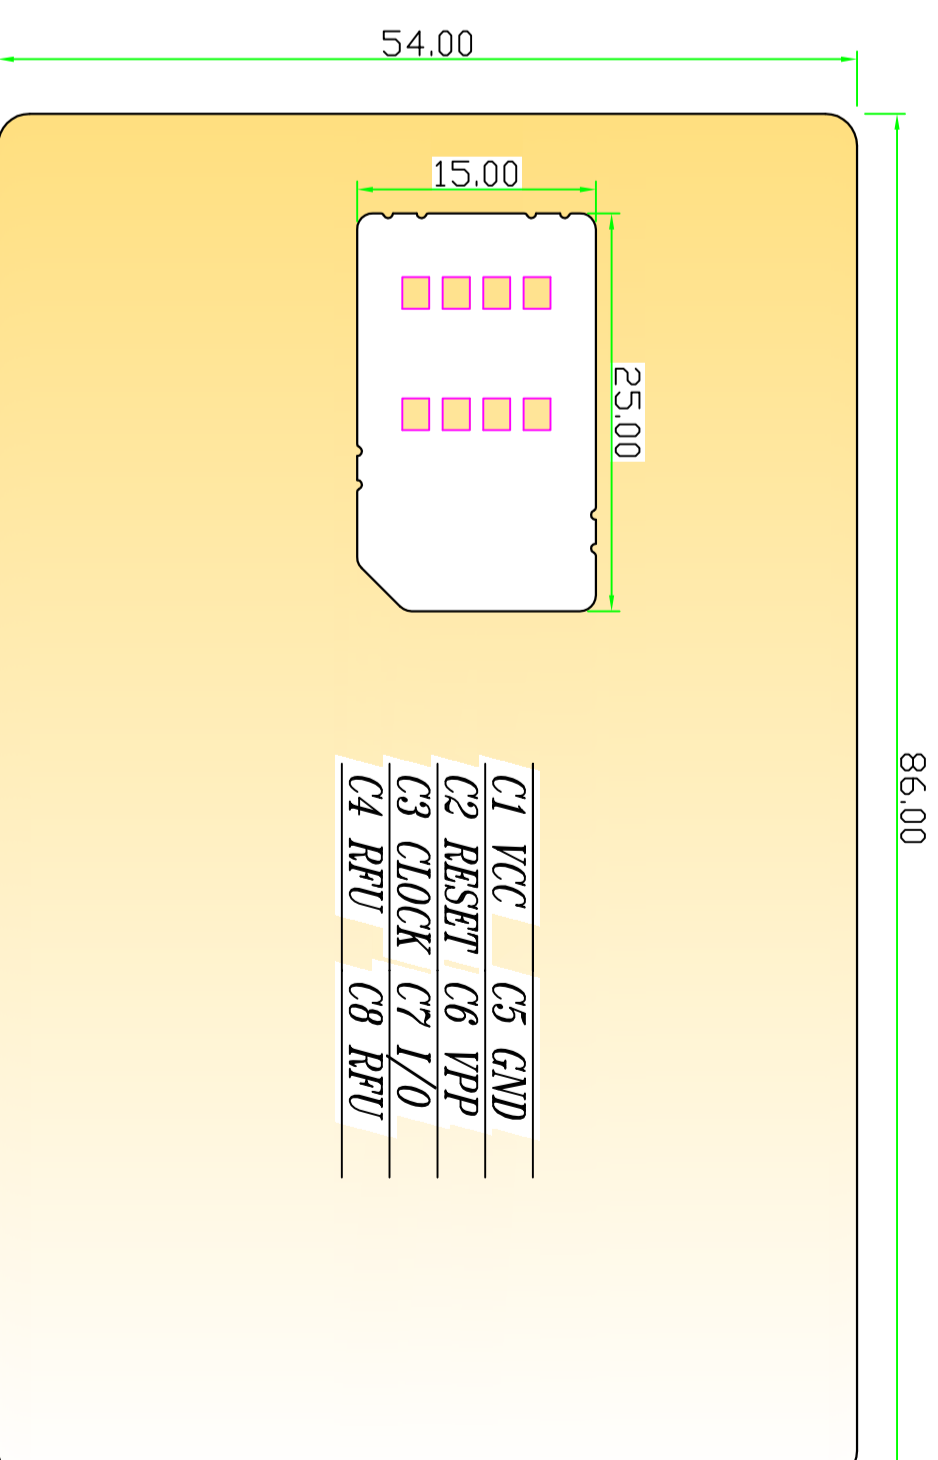 54.00
15.00
25.00
86.00
C1 VCC C5 GND
C2 RESET C6 VPP
C3 CLOCK C7 I/O
C4 RFU C8 RFU